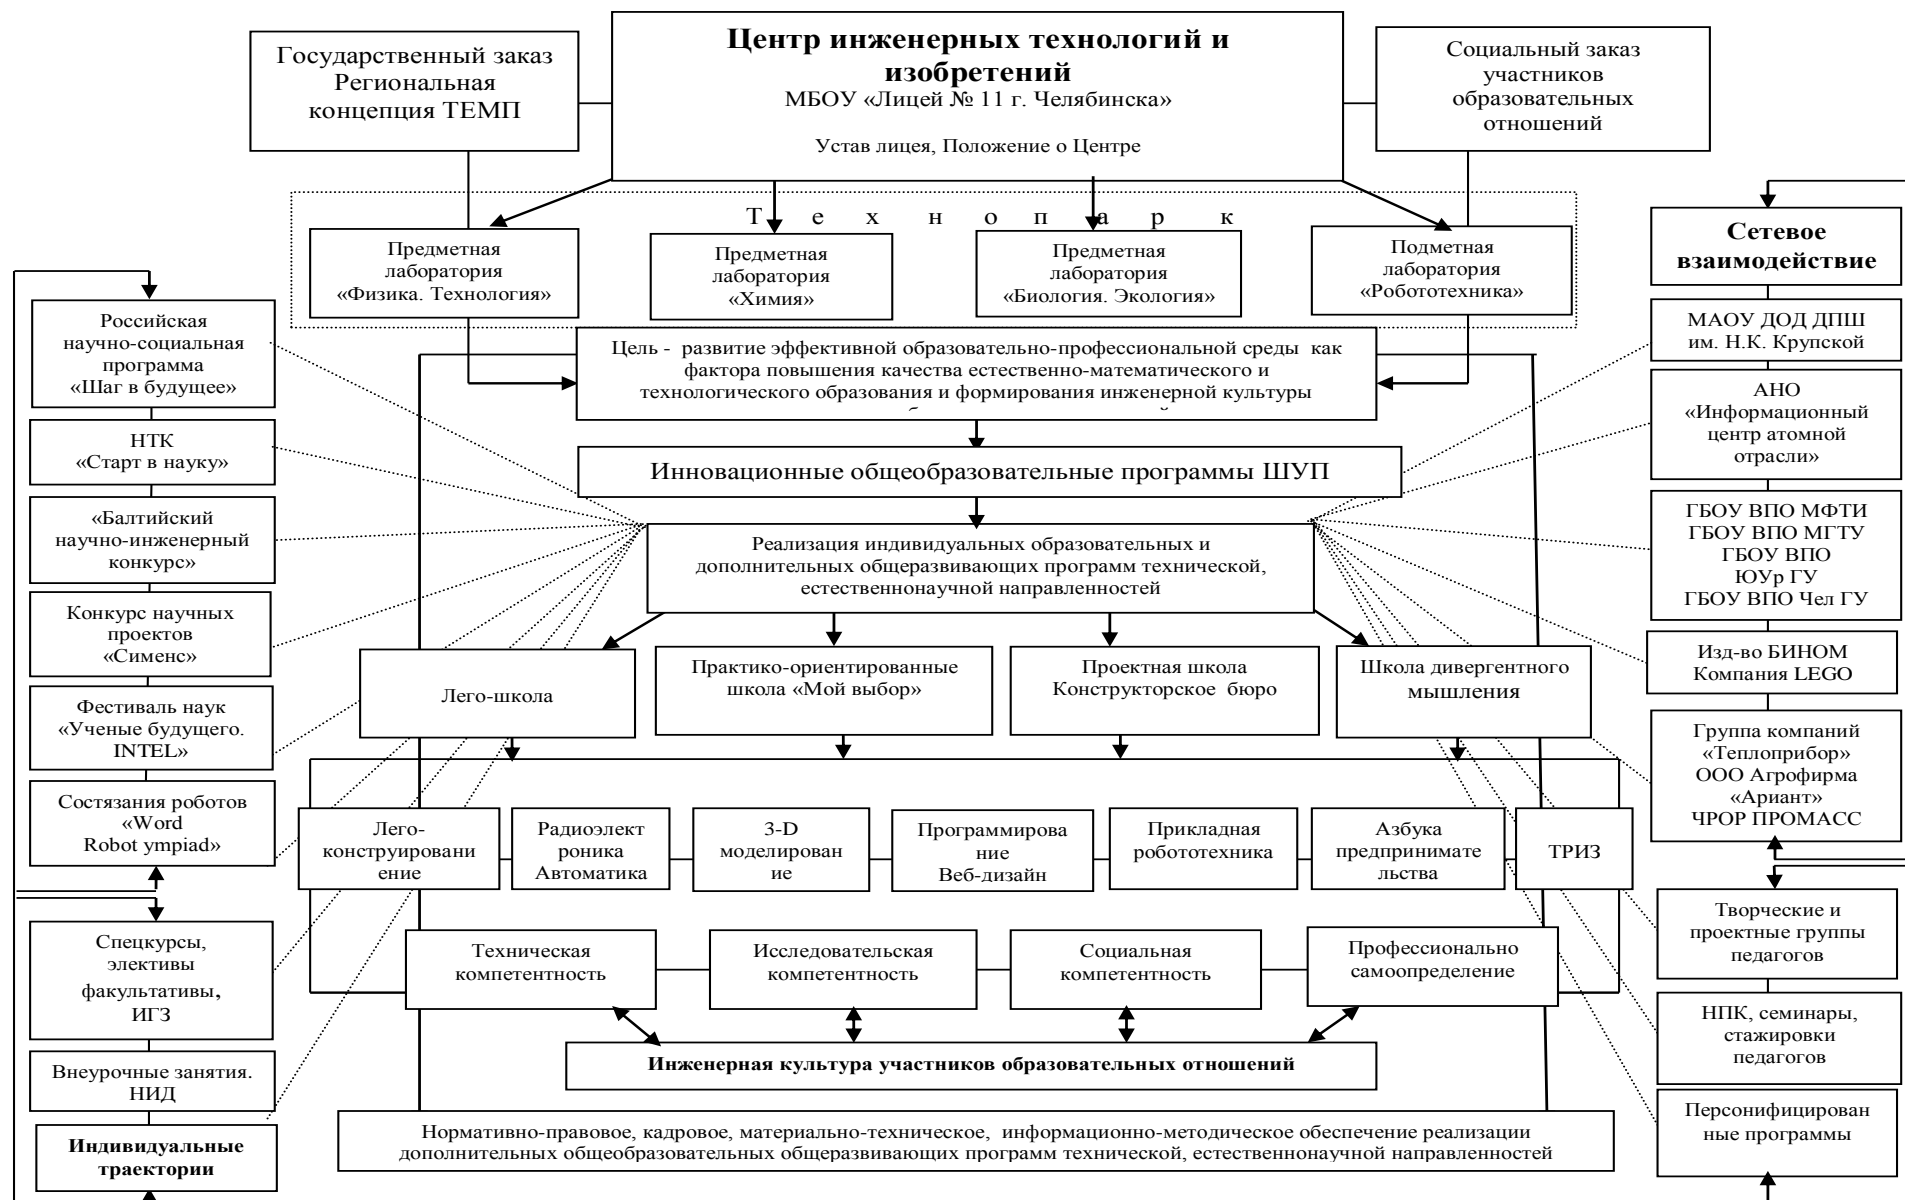 Государственный заказ
Региональная
концепция ТЕМП
Центр инженерных технологий и
изобретений
МБОУ «Лицей № 11 г. Челябинска»
Устав лицея, Положение о Центре
Социальный заказ
участников
образовательных
отношений
Т е х н о п а р к
Предметная
лаборатория
«Физика. Технология»
Предметная
лаборатория
«Химия»
Предметная
лаборатория
«Биология. Экология»
Подметная
лаборатория
«Робототехника»
Российская
научно-социальная
программа
«Шаг в будущее»
НТК
«Старт в науку»
«Балтийский
научно-инженерный
конкурс»
Конкурс научных
проектов
«Сименс»
Фестиваль наук
«Ученые будущего.
INTEL»
Состязания роботов
«Word
Robot ympiad»
Спецкурсы,
элективы
факультативы,
ИГЗ
Внеурочные занятия.
НИД
Индивидуальные
траектории
Цель - развитие эффективной образовательно-профессиональной среды как
фактора повышения качества естественно-математического и
технологического образования и формирования инженерной культуры
Инновационные общеобразовательные программы ШУП
Реализация индивидуальных образовательных и
дополнительных общеразвивающих программ технической,
естественнонаучной направленностей
Лего-школа
Практико-ориентированные
школа «Мой выбор»
Проектная школа
Конструкторское бюро
Школа дивергентного
мышления
Лего-
конструировани
ение
Радиоэлект
роника
Автоматика
3-D
моделирован
ие
Программирова
ние
Веб-дизайн
Прикладная
робототехника
Азбука
предпринимате
льства
ТРИЗ
Техническая
компетентность
Исследовательская
компетентность
Социальная
компетентность
Профессионально
самоопределение
Инженерная культура участников образовательных отношений
Нормативно-правовое, кадровое, материально-техническое, информационно-методическое обеспечение реализации
дополнительных общеобразовательных общеразвивающих программ технической, естественнонаучной направленностей
Сетевое
взаимодействие
МАОУ ДОД ДПШ
им. Н.К. Крупской
АНО
«Информационный
центр атомной
отрасли»
ГБОУ ВПО МФТИ
ГБОУ ВПО МГТУ
ГБОУ ВПО
ЮУр ГУ
ГБОУ ВПО Чел ГУ
Изд-во БИНОМ
Компания LEGO
Группа компаний
«Теплоприбор»
ООО Агрофирма
«Ариант»
ЧРОР ПРОМАСС
Творческие и
проектные группы
педагогов
НПК, семинары,
стажировки
педагогов
Персонифицирован
ные программы